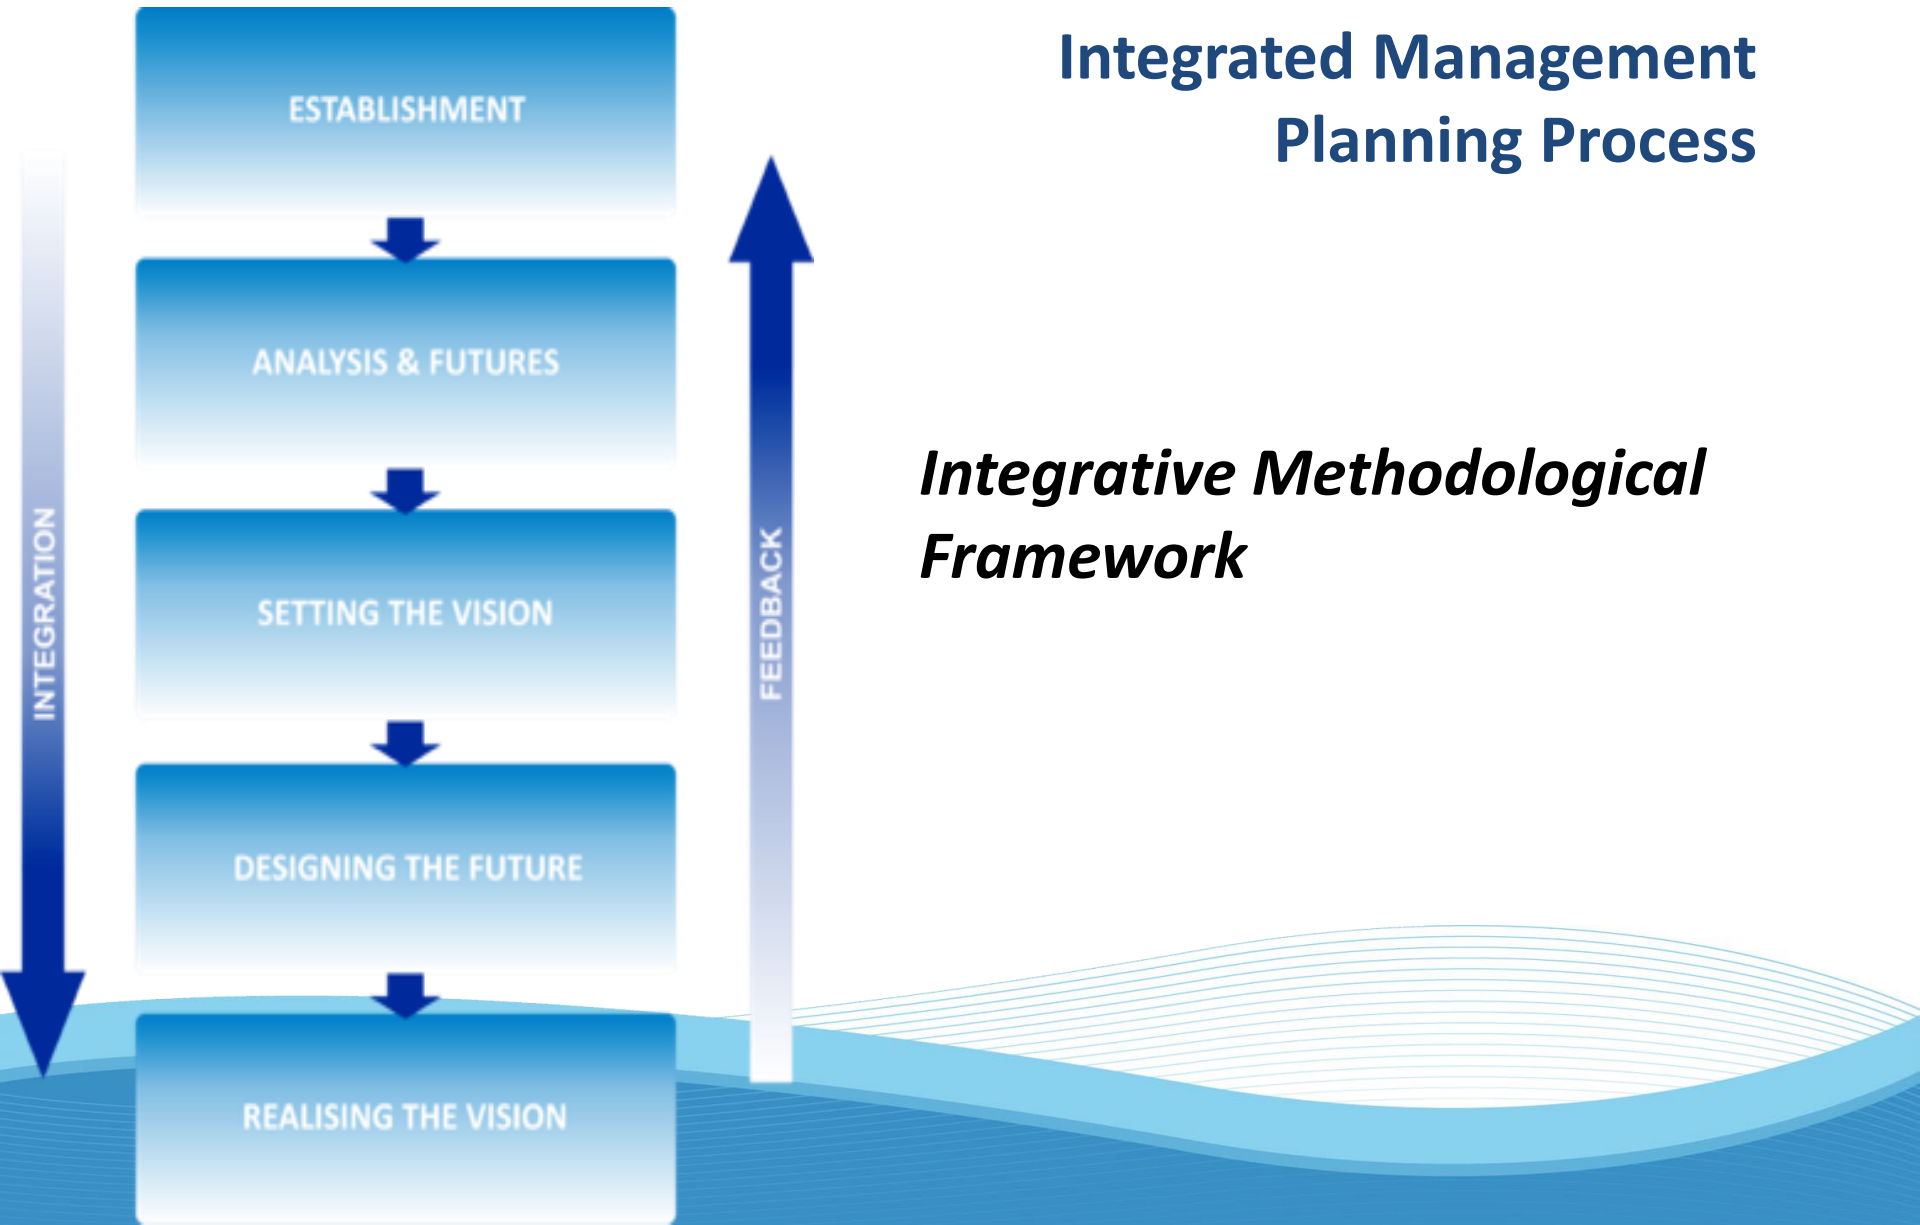 Integrated Management
Planning Process
ESTABLISHMENT
ANALYSIS & FUTURES
SETTING THE VISION
DESIGNING THE FUTURE
REALISING THE VISION
INTEGRATION
FEEDBACK
Integrative Methodological
Framework